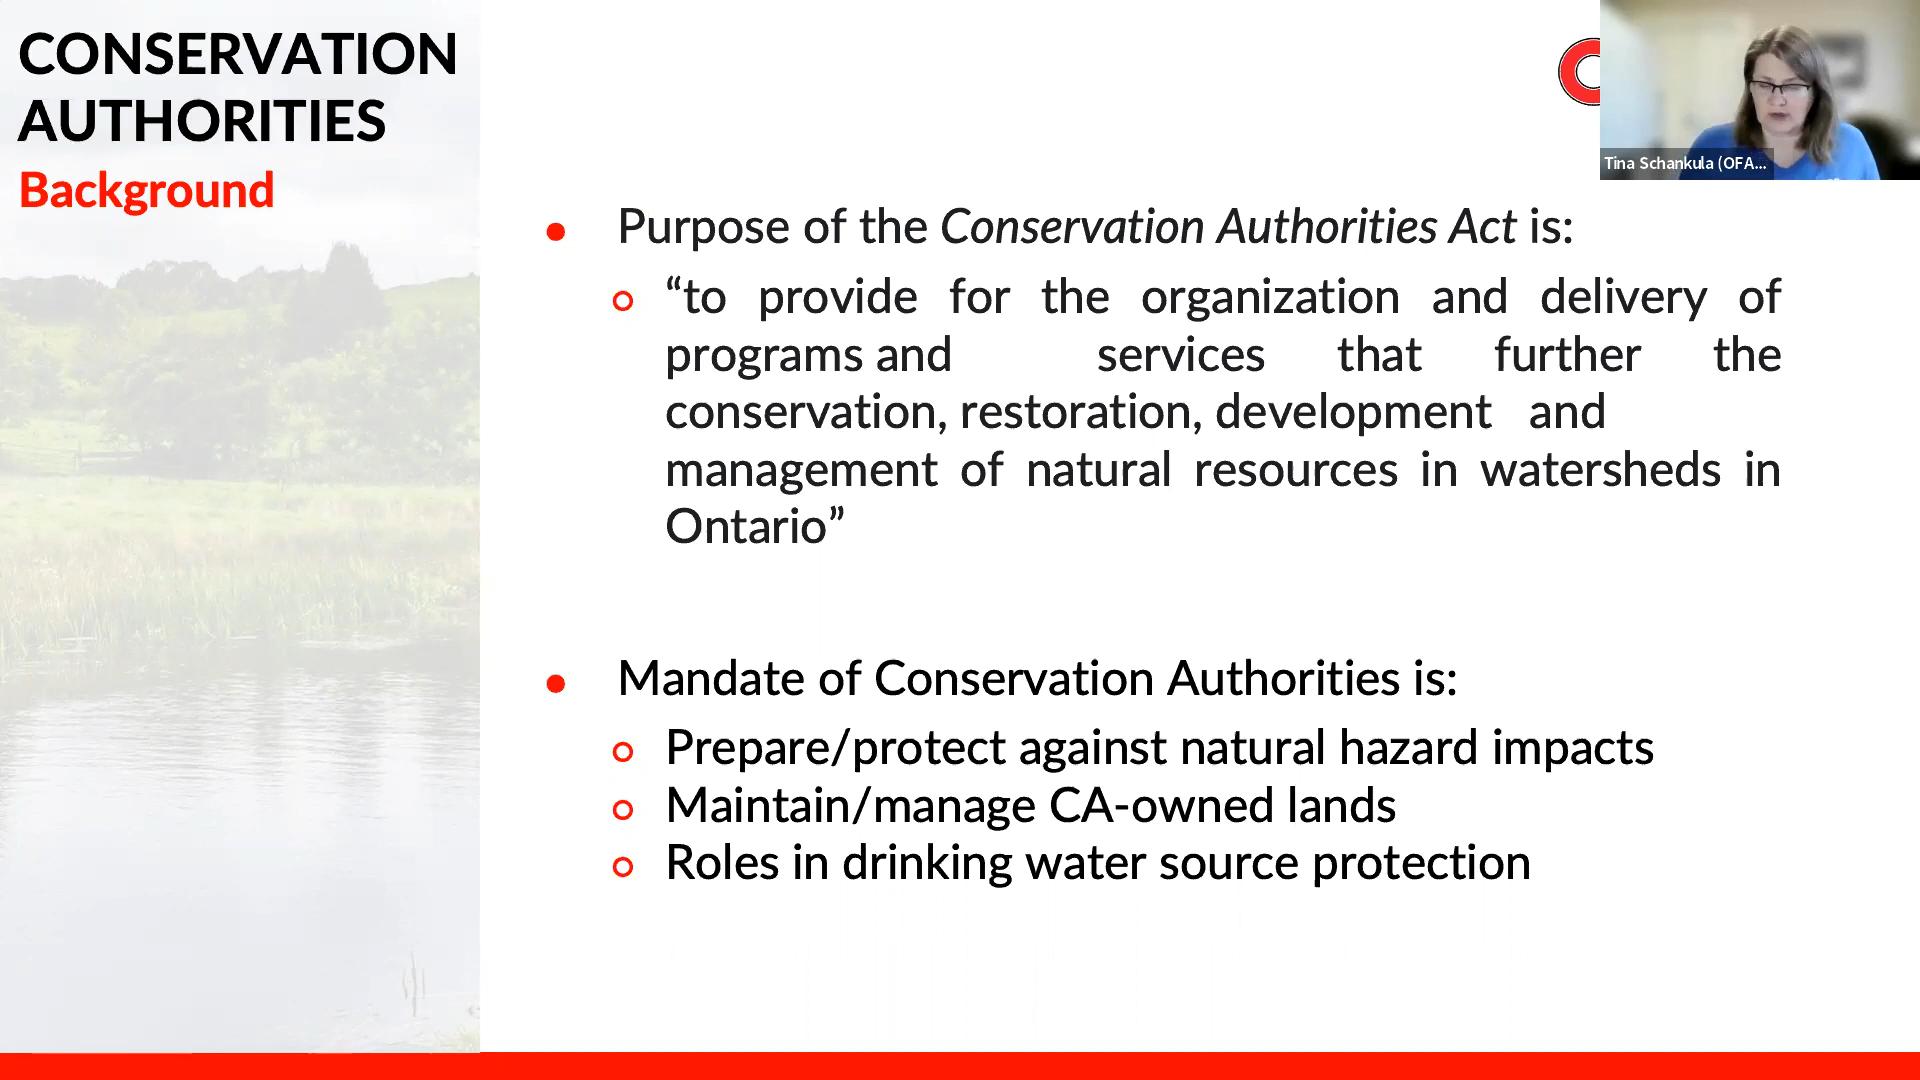 CONSERVATION
AUTHORITIES
Background
Tina Schankula (OFA...
Purpose of the Conservation Authorities Act is:
“to provide for the organization and delivery of
programs and services that further the
conservation, restoration, development and
management of natural resources in watersheds in
Ontario”
Mandate of Conservation Authorities is:
Prepare/protect against natural hazard impacts
Maintain/manage CA-owned lands
Roles in drinking water source protection